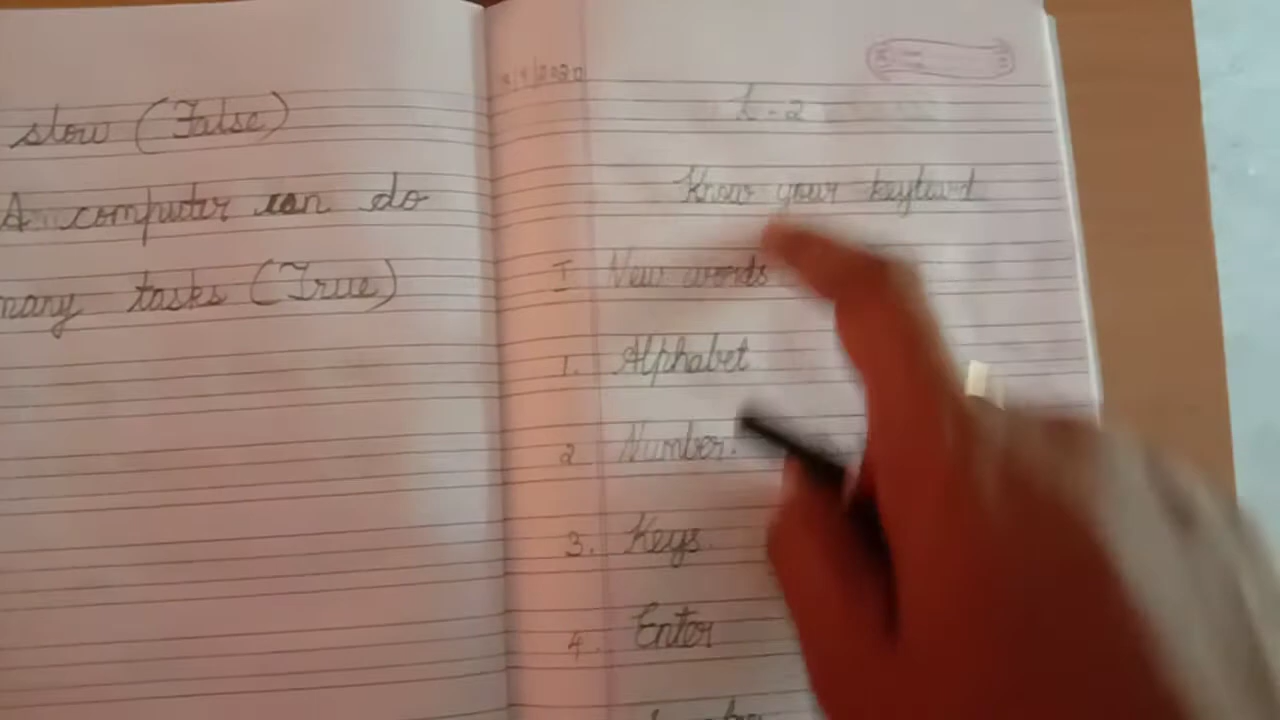 slow (False)
A computer can do
many tasks (True)
L-2
Know your keyboard
I New words
1. Alphabet
2 Number.
3. Keys.
4. Enter